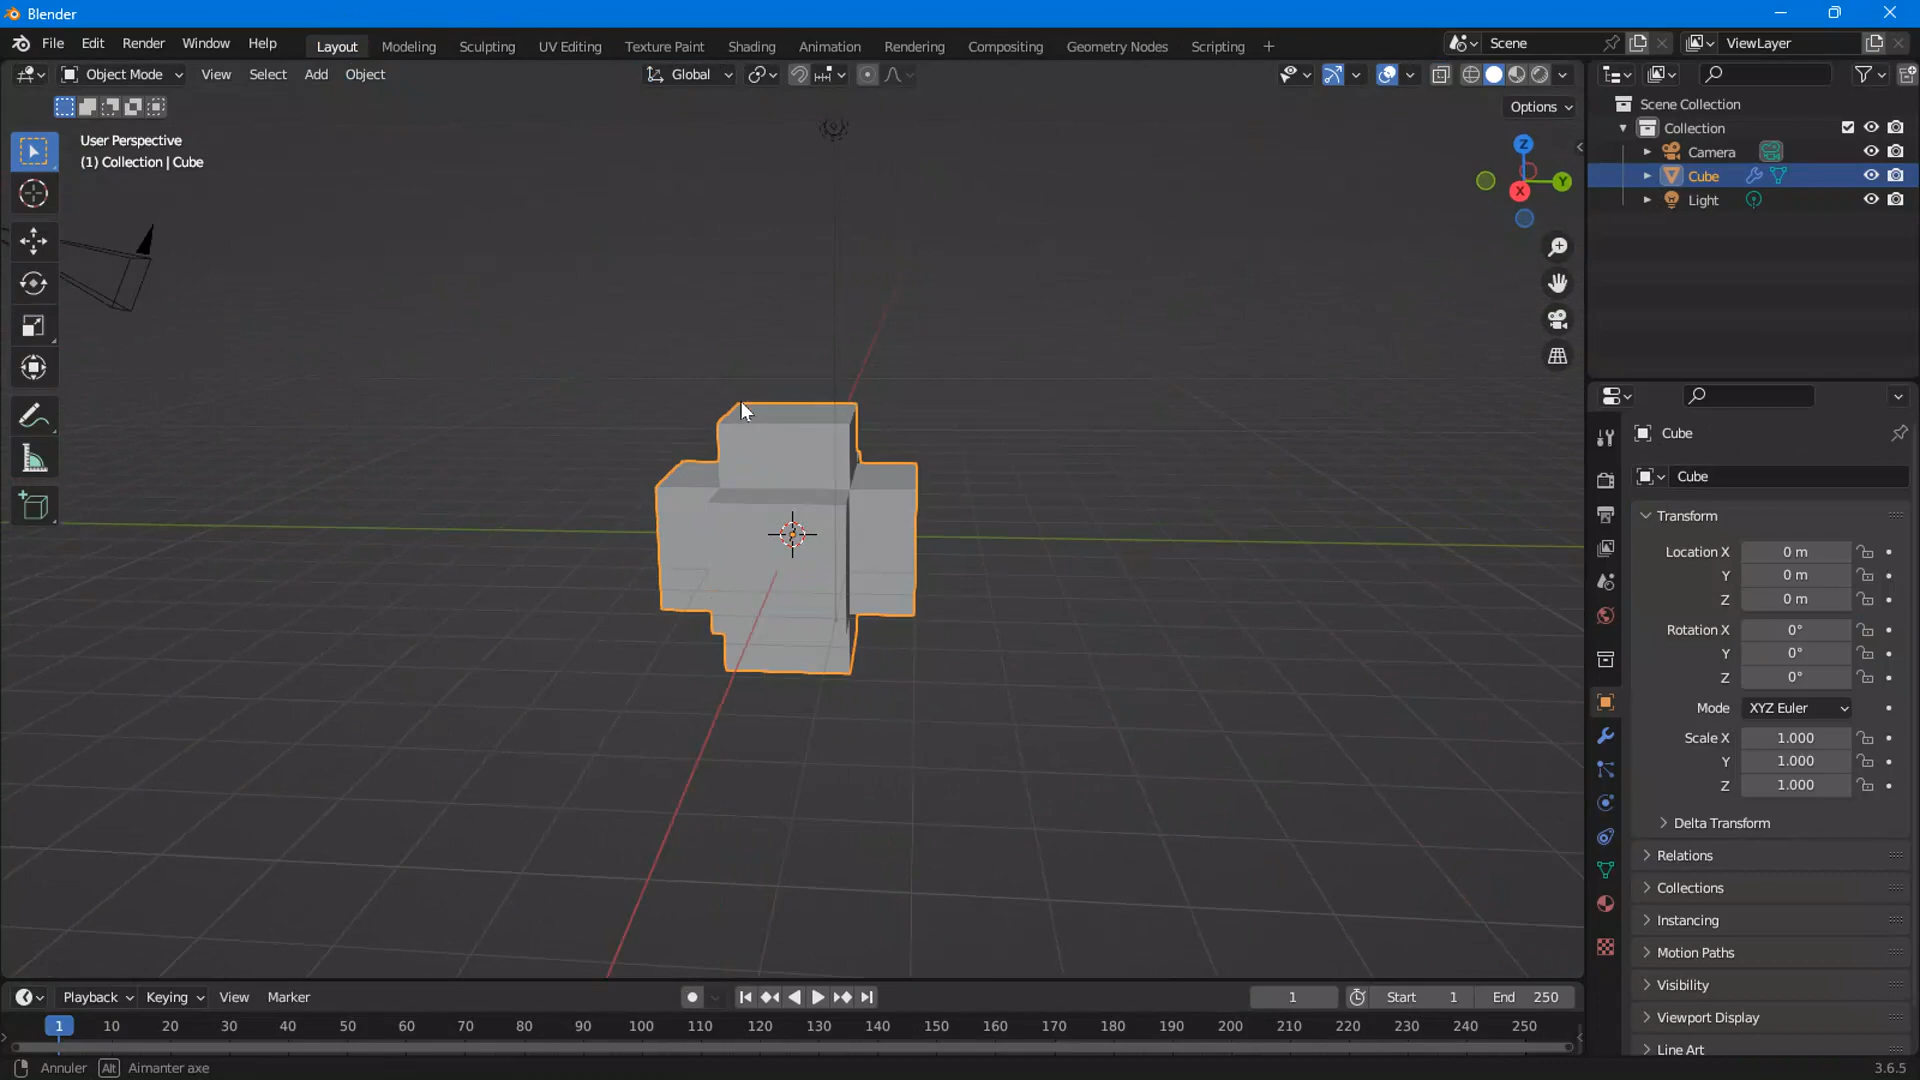 Blender
File Edit Render Window Help Layout Modeling Sculpting UV Editing Texture Paint Shading Animation Rendering Compositing Geometry Nodes Scripting + Scene ViewLayer
Object Mode View Select Add Object Global
Options
User Perspective
(1) Collection | Cube
Z
Y
X
Scene Collection
Collection
Camera
Cube
Light
Cube
Cube
Transform
Location X 0 m
Y 0 m
Z 0 m
Rotation X 0°
Y 0°
Z 0°
Mode XYZ Euler
Scale X 1.000
Y 1.000
Z 1.000
Delta Transform
Relations
Collections
Instancing
Motion Paths
Visibility
Viewport Display
Line Art
Playback Keying View Marker 1 Start 1 End 250
1 10 20 30 40 50 60 70 80 90 100 110 120 130 140 150 160 170 180 190 200 210 220 230 240 250
Annuler Alt Aimanter axe 3.6.5